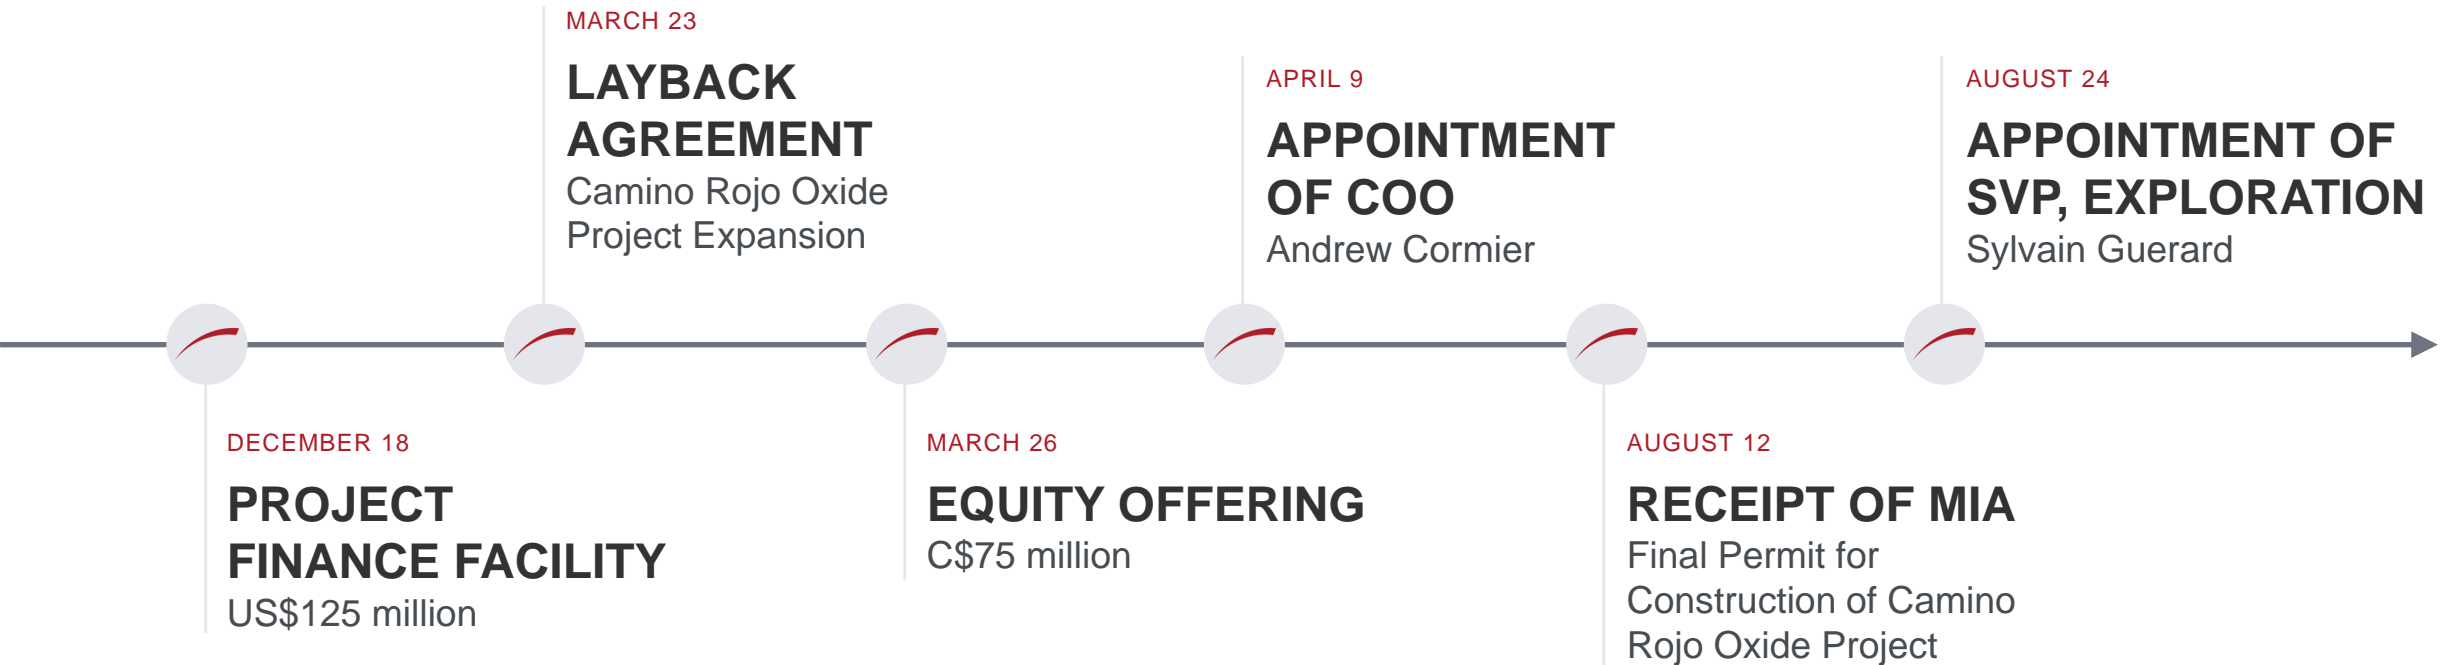 DECEMBER 18
PROJECT
FINANCE FACILITY
US$125 million
MARCH 23
LAYBACK
AGREEMENT
Camino Rojo Oxide
Project Expansion
MARCH 26
EQUITY OFFERING
C$75 million
APRIL 9
APPOINTMENT
OF COO
Andrew Cormier
AUGUST 12
RECEIPT OF MIA
Final Permit for
Construction of Camino
Rojo Oxide Project
AUGUST 24
APPOINTMENT OF
SVP, EXPLORATION
Sylvain Guerard